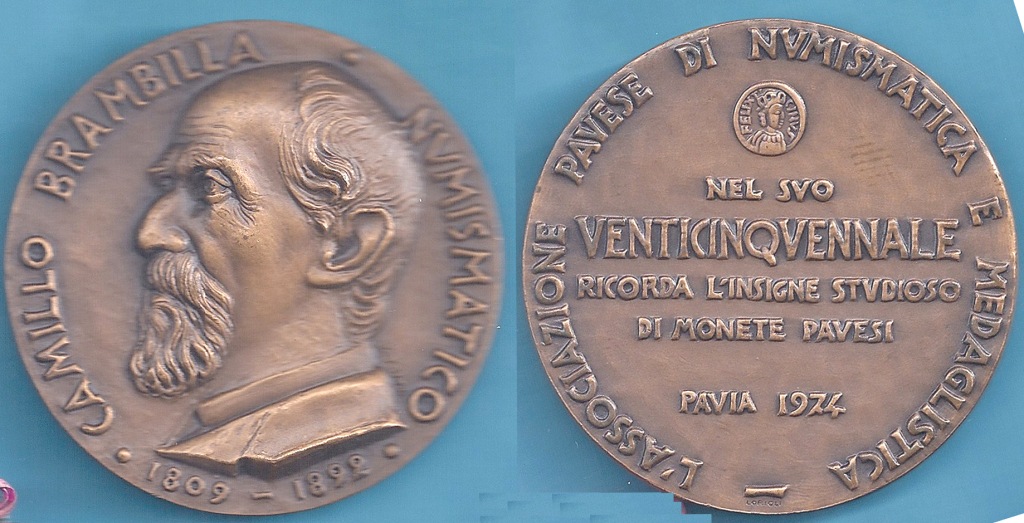 CAMILLO BRAMBILLA NVMISMATICO
1809 - 1892
L'ASSOCIAZIONE PAVESE DI NVMISMATICA E MEDAGLISTICA
NEL SVO
VENTICINQVENNALE
RICORDA L'INSIGNE STVDIOSO
DI MONETE PAVESI
PAVIA 1974